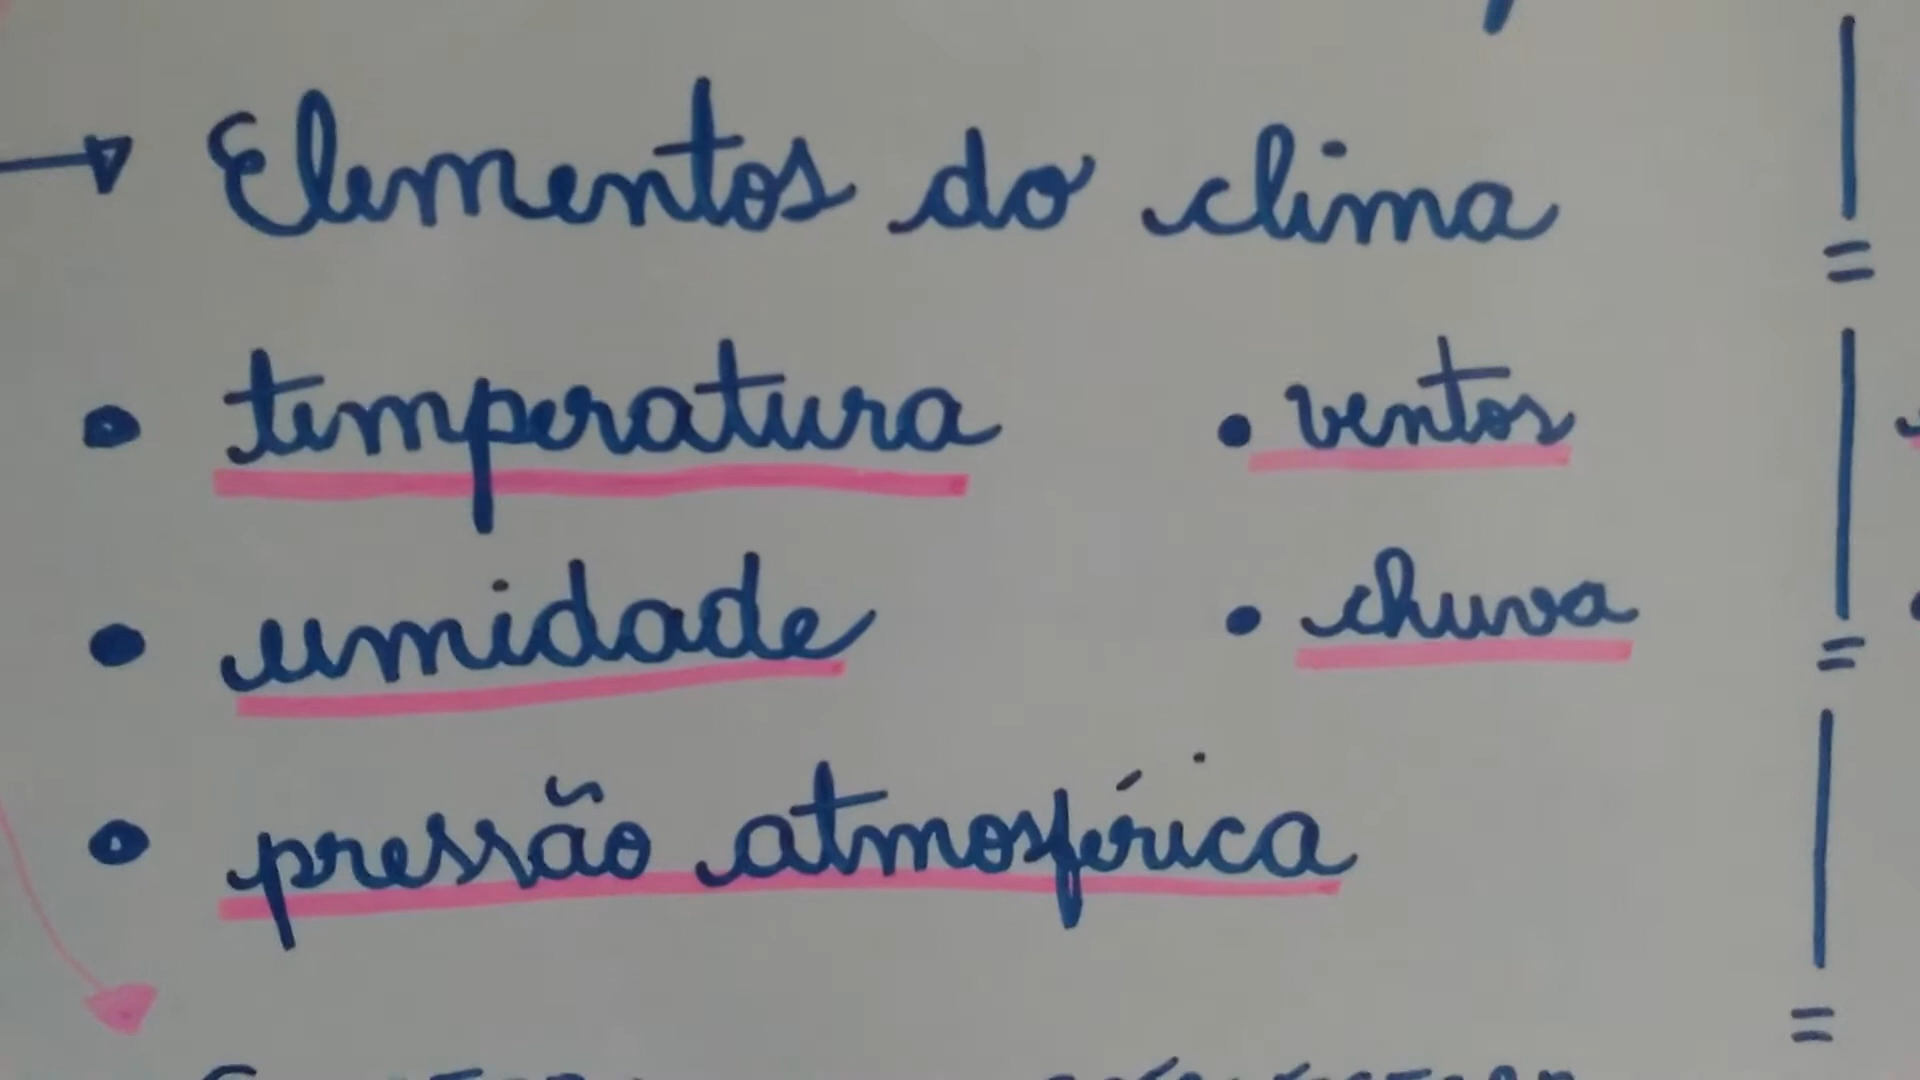 Elementos do clima
• temperatura
• ventos
• umidade
• chuva
• pressão atmosférica